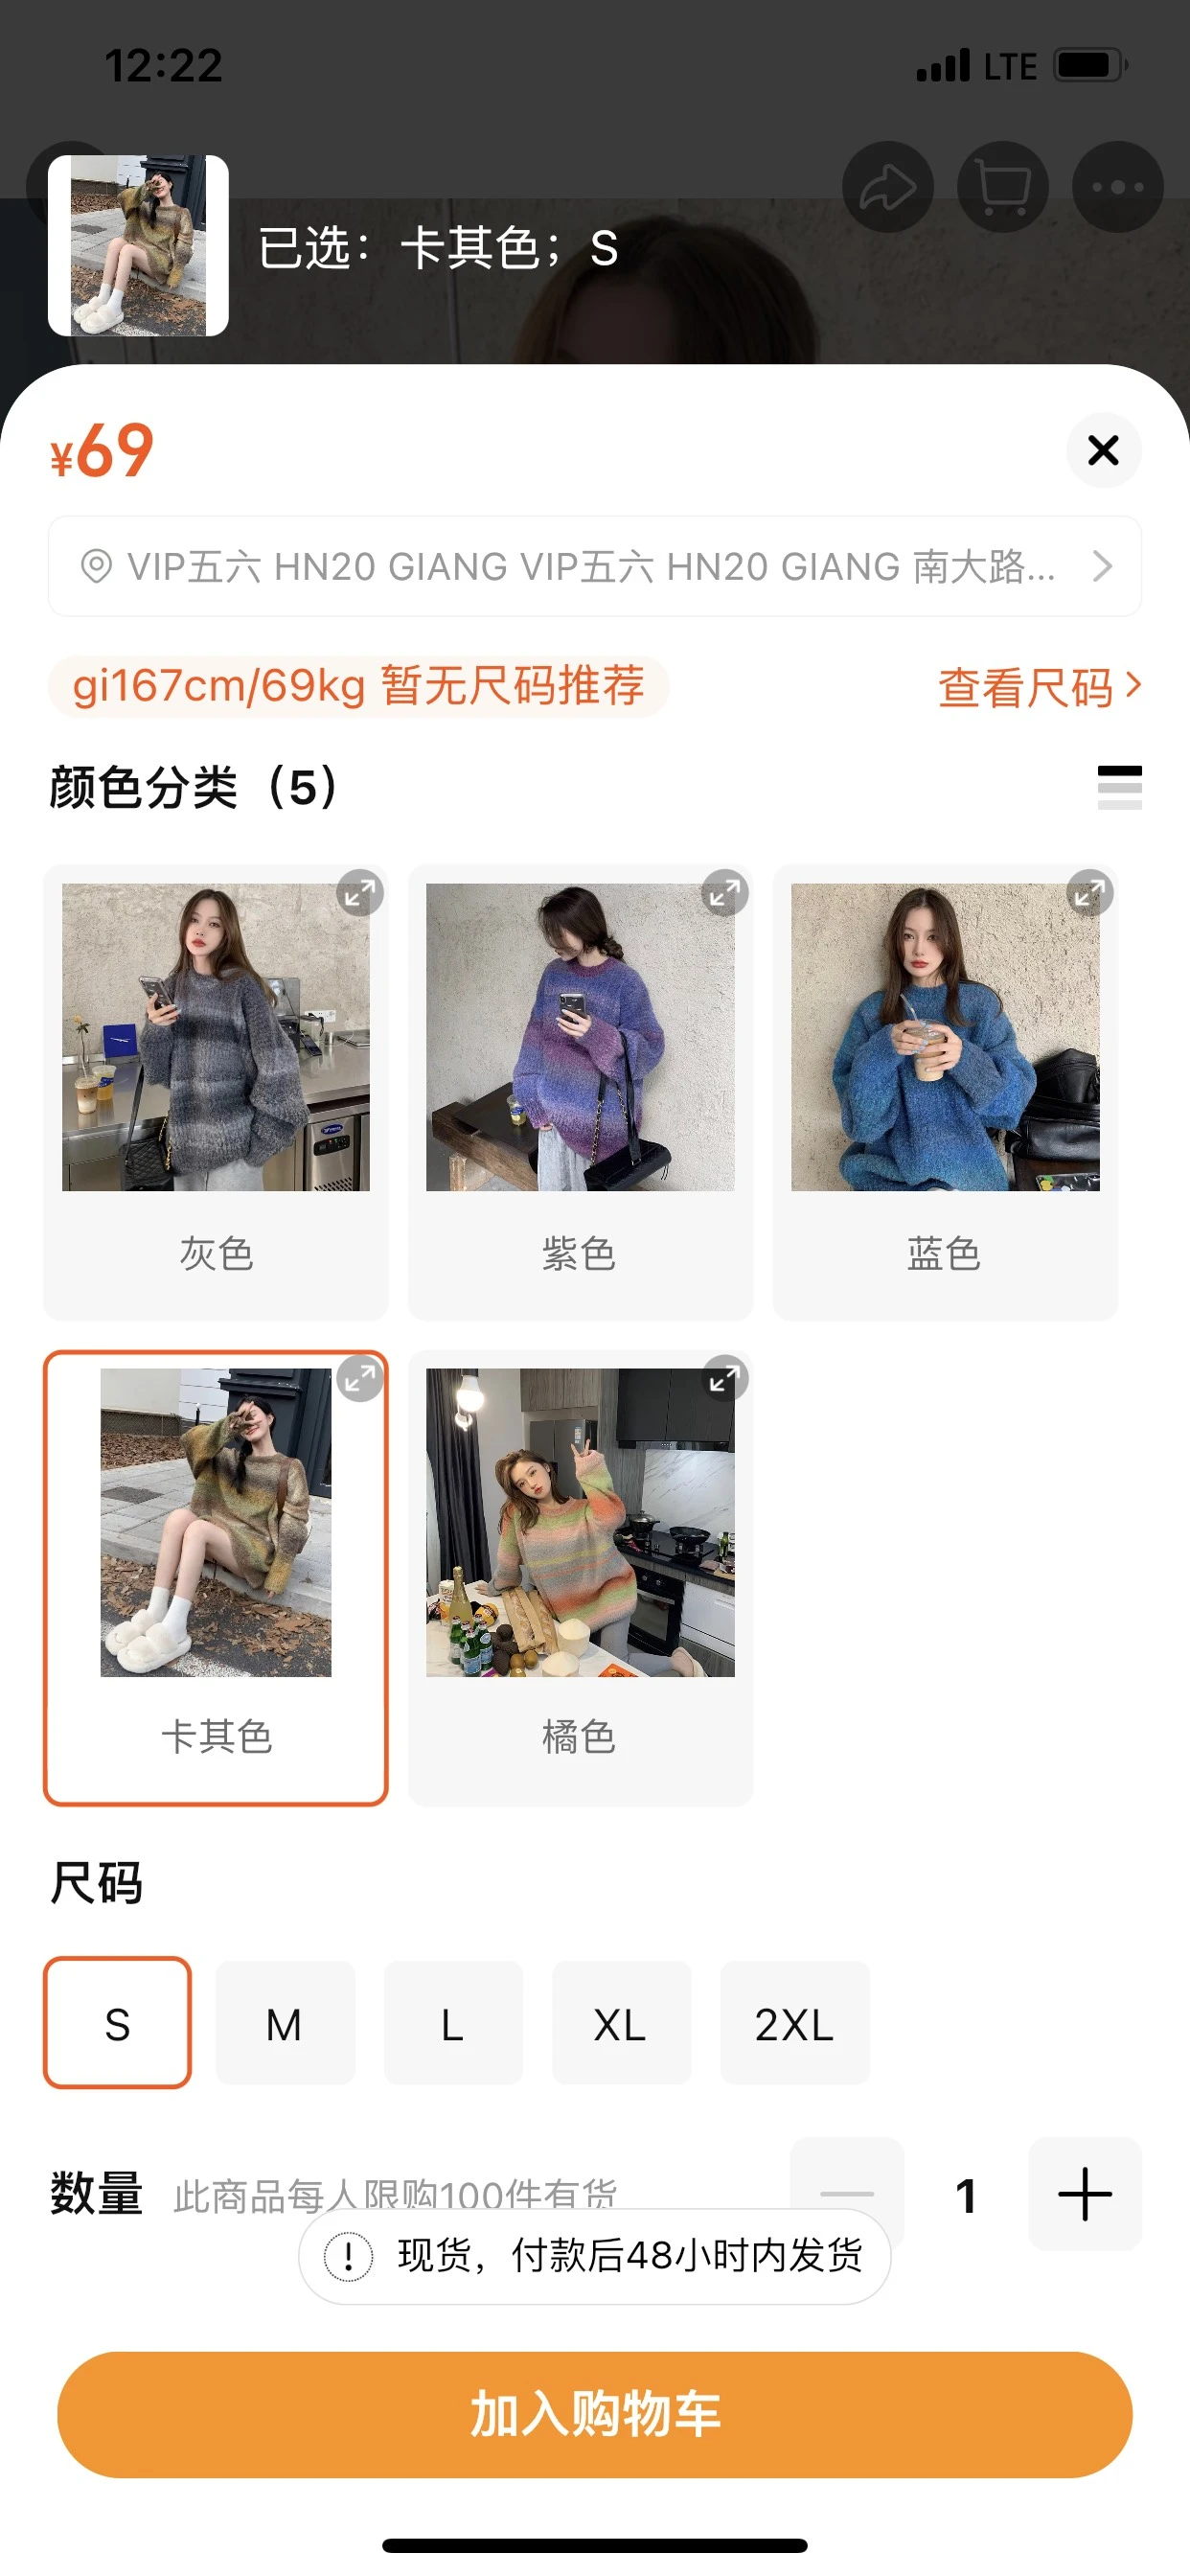 12:22
LTE
已选：卡其色；S
¥69
VIP五六 HN20 GIANG VIP五六 HN20 GIANG 南大路...
gi167cm/69kg 暂无尺码推荐
查看尺码
颜色分类（5）
灰色
紫色
蓝色
卡其色
橘色
尺码
S
M
L
XL
2XL
数量
此商品每人限购100件有货
1
现货，付款后48小时内发货
加入购物车